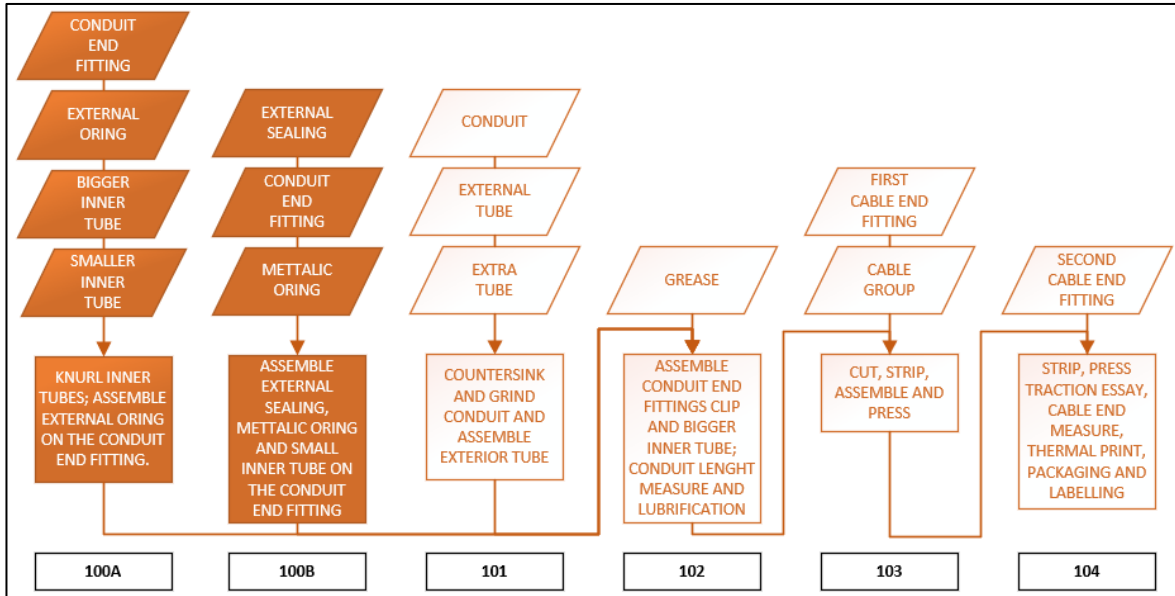 CONDUIT
END
FITTING
EXTERNAL
ORING
BIGGER
INNER
TUBE
SMALLER
INNER
TUBE
KNURL INNER
TUBES; ASSEMBLE
EXTERNAL ORING
ON THE CONDUIT
END FITTING.
100A
EXTERNAL
SEALING
CONDUIT
END
FITTING
METTALIC
ORING
ASSEMBLE
EXTERNAL
SEALING,
METTALIC ORING
AND SMALL
INNER TUBE ON
THE CONDUIT
END FITTING
100B
CONDUIT
EXTERNAL
TUBE
EXTRA
TUBE
COUNTERSINK
AND GRIND
CONDUIT AND
ASSEMBLE
EXTERIOR TUBE
101
GREASE
ASSEMBLE
CONDUIT END
FITTINGS CLIP
AND BIGGER
INNER TUBE;
CONDUIT LENGHT
MEASURE AND
LUBRIFICATION
102
FIRST
CABLE END
FITTING
CABLE
GROUP
CUT, STRIP,
ASSEMBLE AND
PRESS
103
SECOND
CABLE END
FITTING
STRIP, PRESS
TRACTION ESSAY,
CABLE END
MEASURE,
THERMAL PRINT,
PACKAGING AND
LABELLING
104